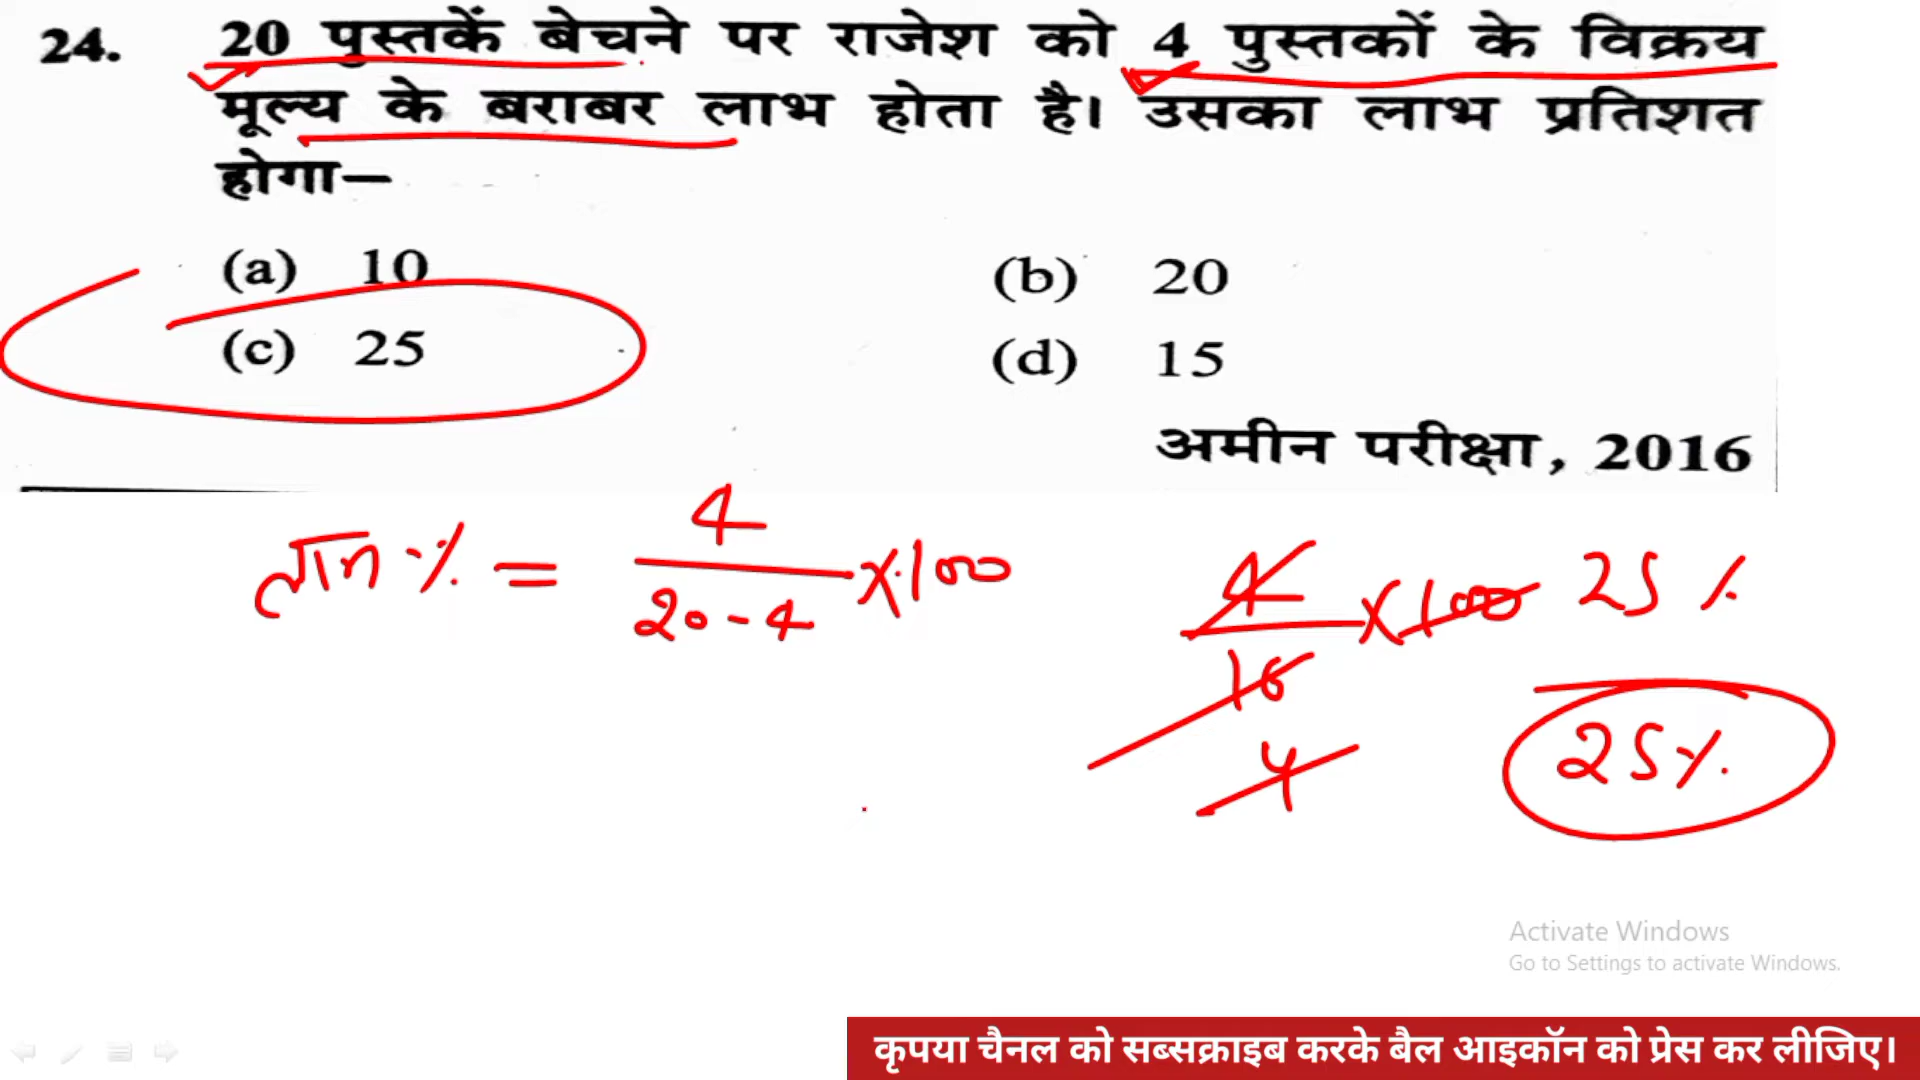 24. 20 पुस्तकें बेचने पर राजेश को 4 पुस्तकों के विक्रय
मूल्य के बराबर लाभ होता है। उसका लाभ प्रतिशत
होगा—
(a) 10 (b) 20
(c) 25 (d) 15
अमीन परीक्षा, 2016
% = 4 / 20-4 ×100
4 / 16 ×100 25%
4
25%
Activate Windows
Go to Settings to activate Windows.
कृपया चैनल को सब्सक्राइब करके बैल आइकॉन को प्रेस कर लीजिए।